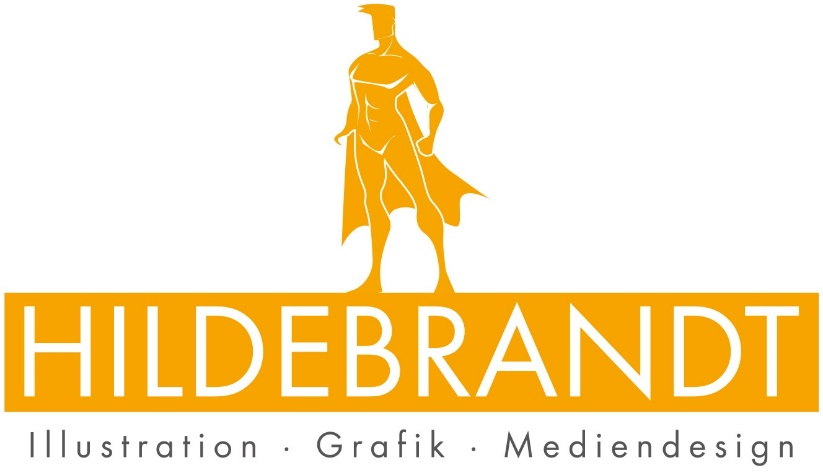 HILDEBRANDT
Illustration · Grafik · Mediendesign